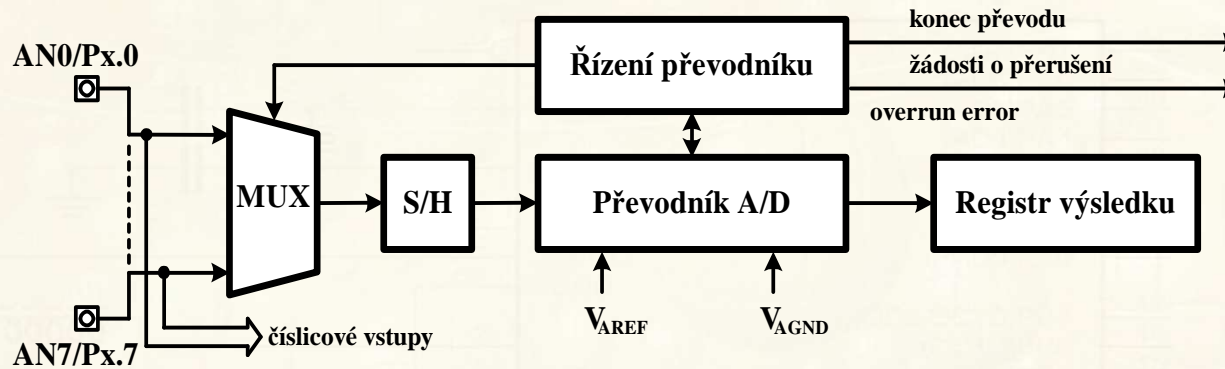 AN0/Px.0
konec převodu
Řízení převodníku
žádosti o přerušení
overrun error
MUX
S/H
Převodník A/D
Registr výsledku
VAREF
VAGND
číslicové vstupy
AN7/Px.7